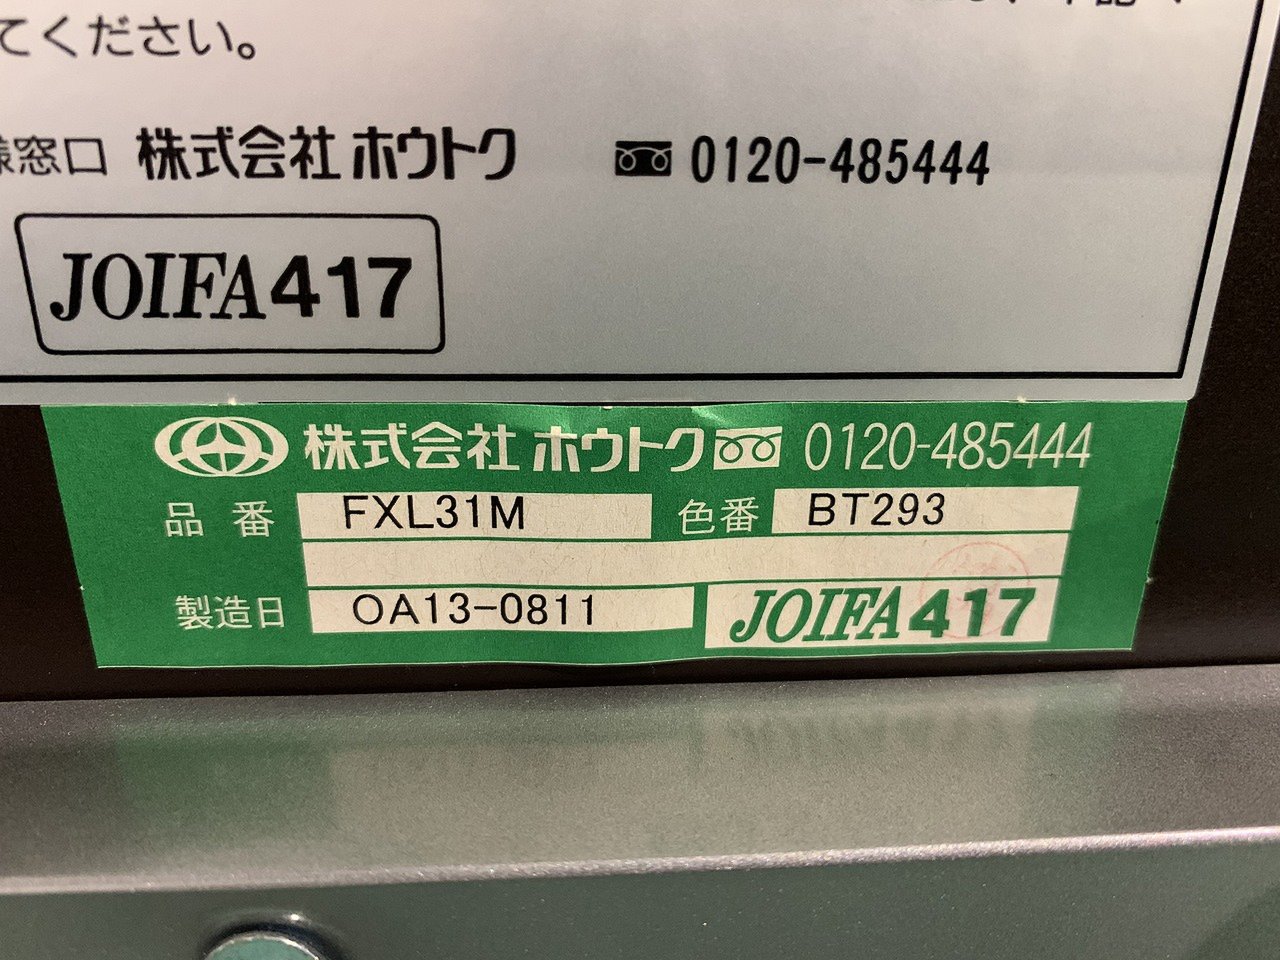 てください。
窓口 株式会社 ホウトク 0120-485444
JOIFA417
株式会社 ホウトク 0120-485444
品番 FXL31M 色番 BT293
製造日 OA13-0811 JOIFA417